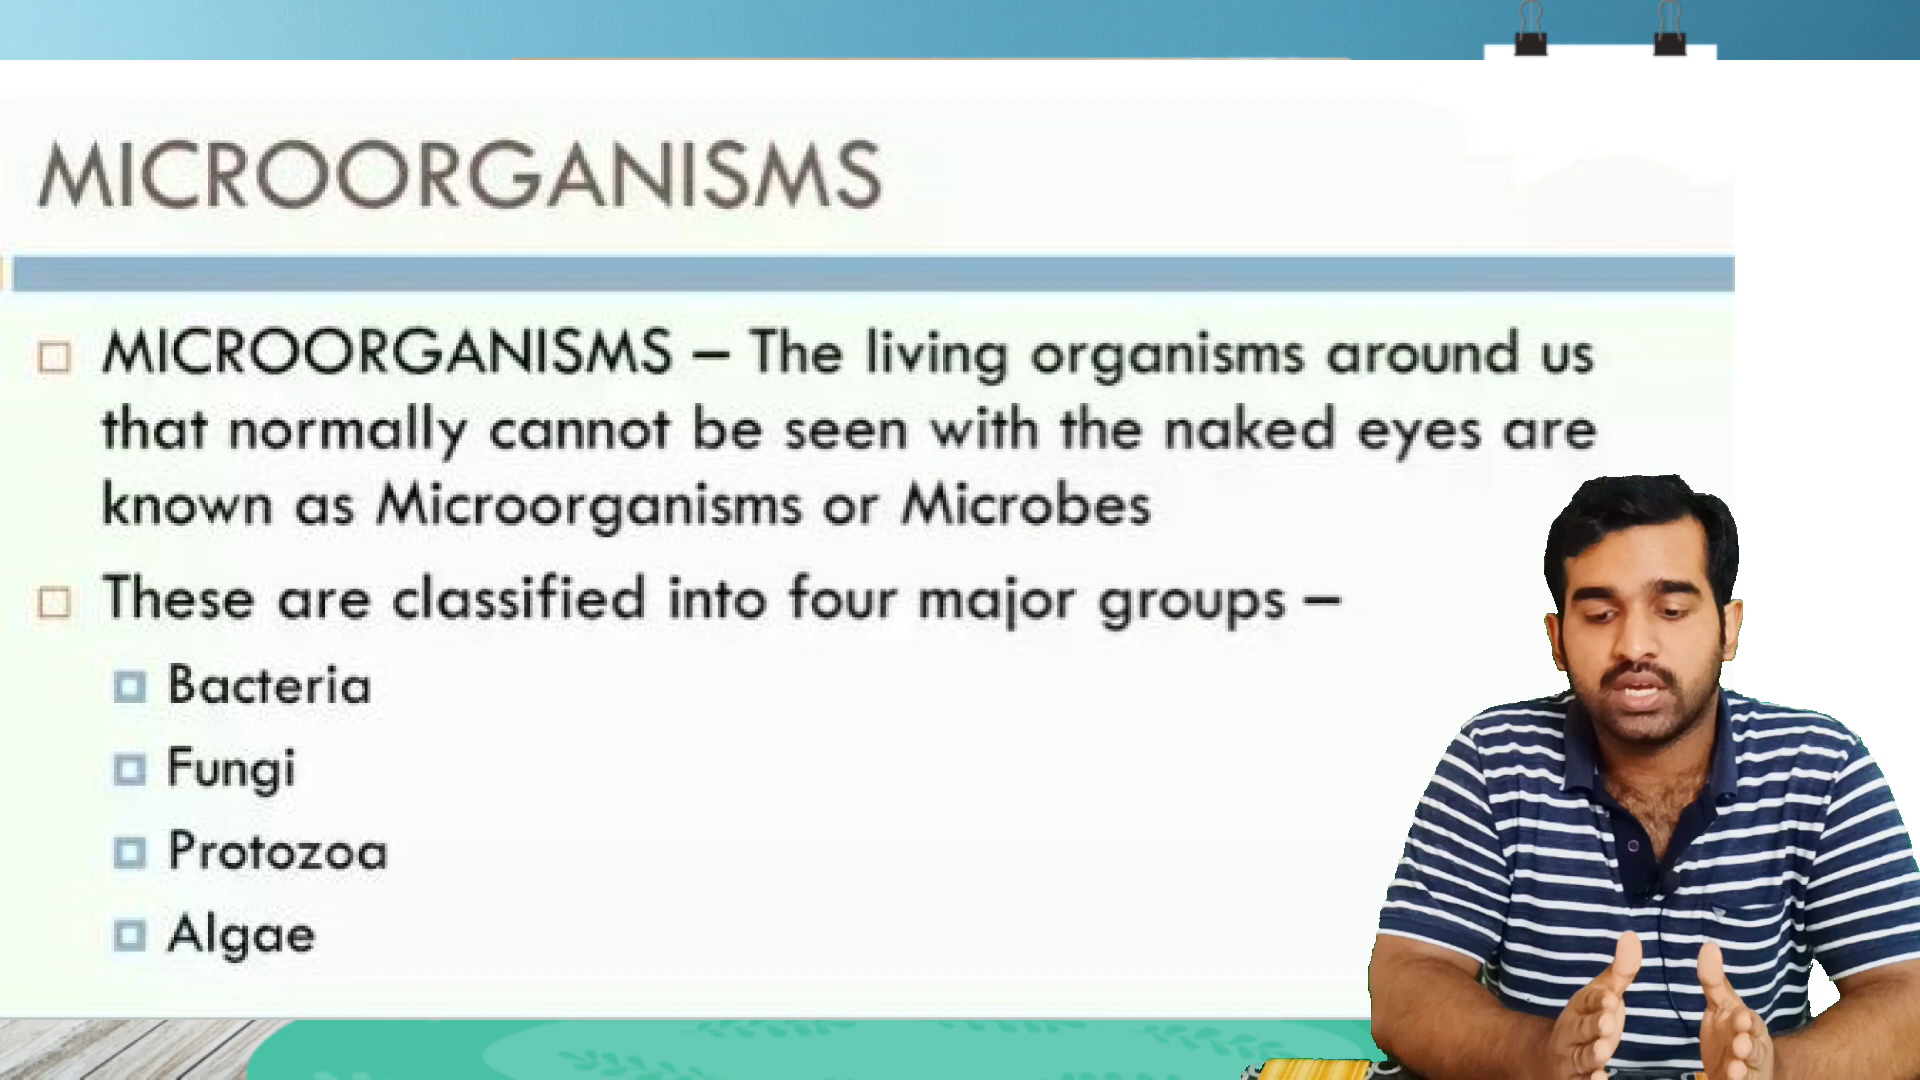 MICROORGANISMS
MICROORGANISMS – The living organisms around us
that normally cannot be seen with the naked eyes are
known as Microorganisms or Microbes
These are classified into four major groups –
Bacteria
Fungi
Protozoa
Algae